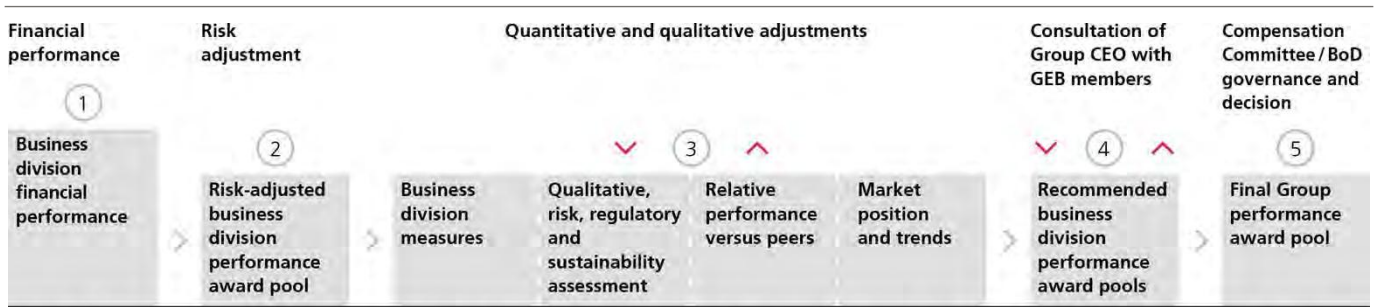 Financial
performance
Risk
adjustment
Quantitative and qualitative adjustments
Consultation of
Group CEO with
GEB members
Compensation
Committee / BoD
governance and
decision
1
2
3
4
5
Business
division
financial
performance
Risk-adjusted
business
division
performance
award pool
Business
division
measures
Qualitative,
risk, regulatory
and
sustainability
assessment
Relative
performance
versus peers
Market
position
and trends
Recommended
business
division
performance
award pools
Final Group
performance
award pool